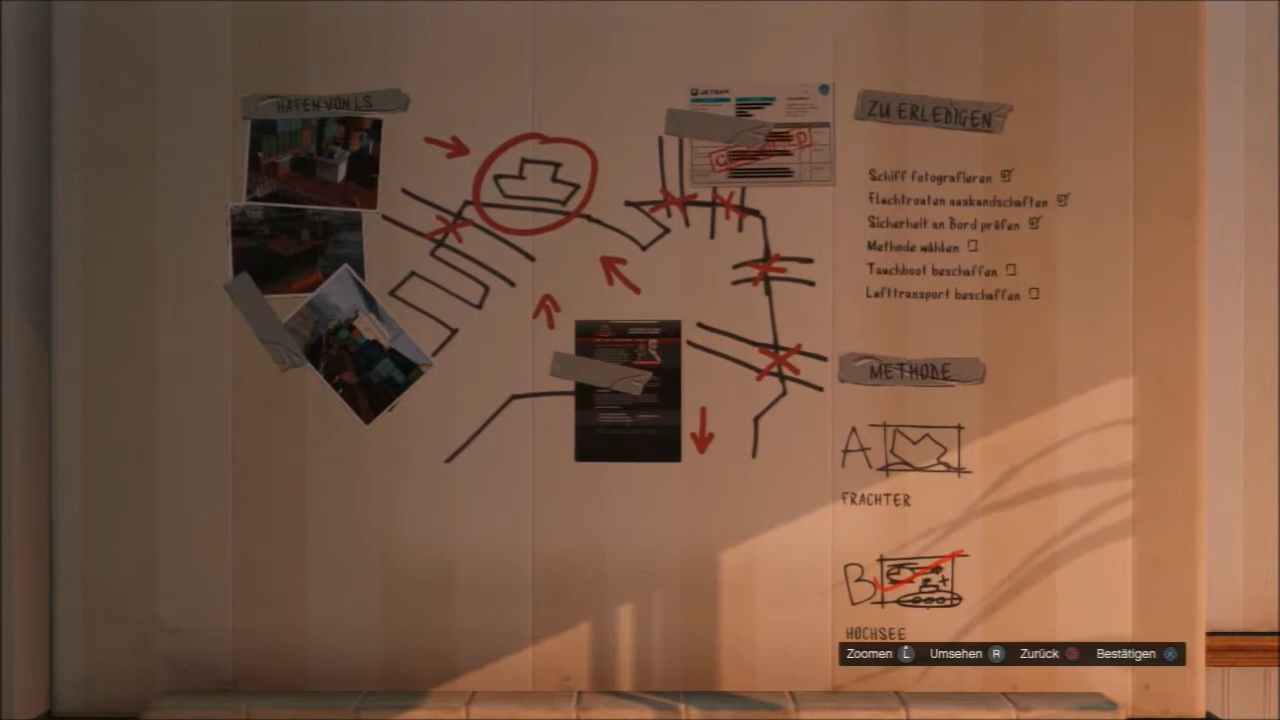 HAFEN VON LS
JETSAM
ZU ERLEDIGEN
Schiff fotografieren
Fluchtrouten auskundschaften
Sicherheit an Bord prüfen
Methode wählen
Tauchboot beschaffen
Lufttransport beschaffen
METHODE
A
FRACHTER
B
HOCHSEE
Zoomen L Umsehen R Zurück Bestätigen